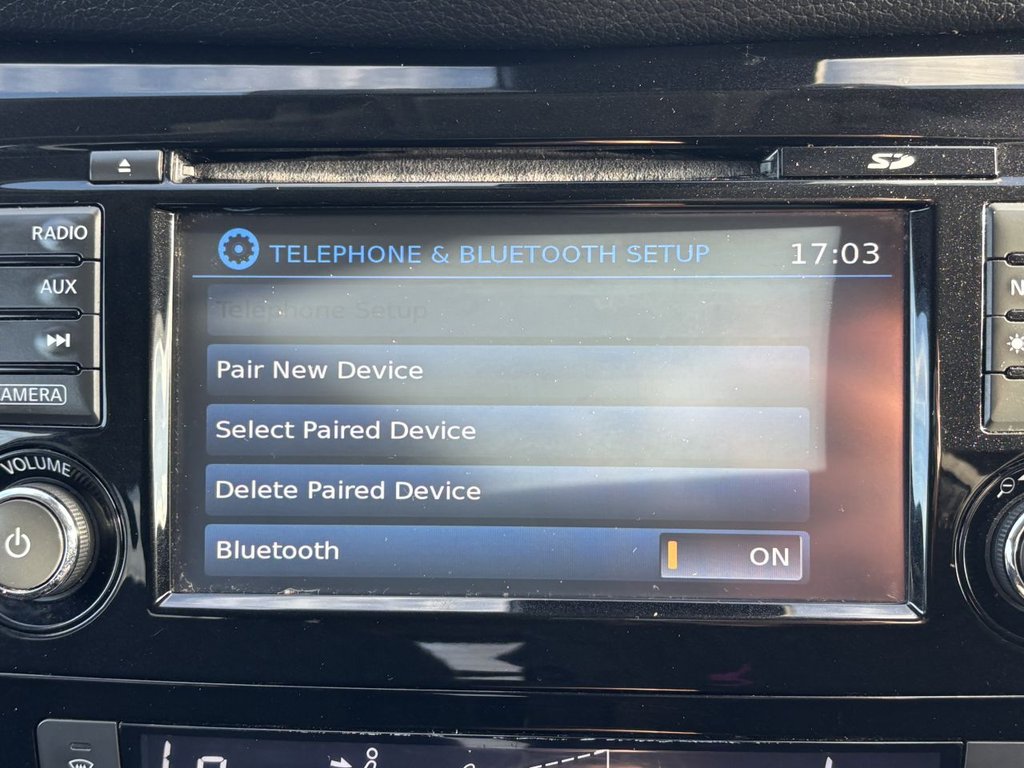 SD
RADIO
AUX
AMERA
VOLUME
TELEPHONE & BLUETOOTH SETUP 17:03
Telephone Setup
Pair New Device
Select Paired Device
Delete Paired Device
Bluetooth ON
N